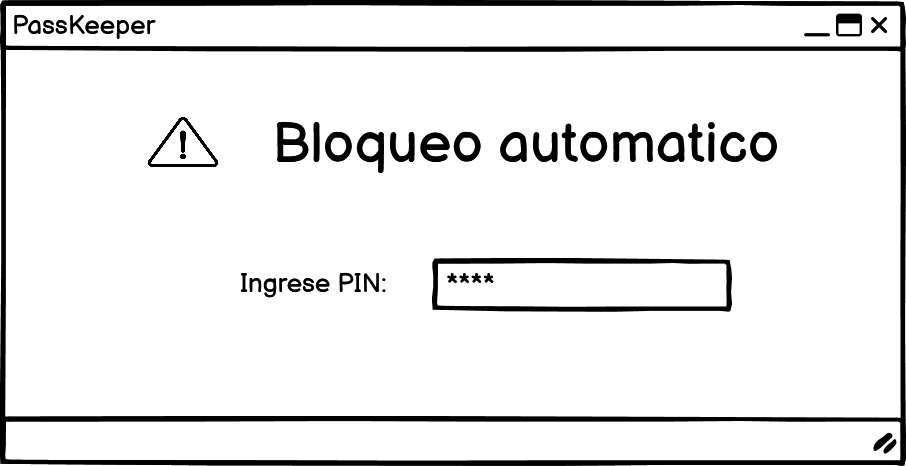 PassKeeper
Bloqueo automatico
Ingrese PIN: ****